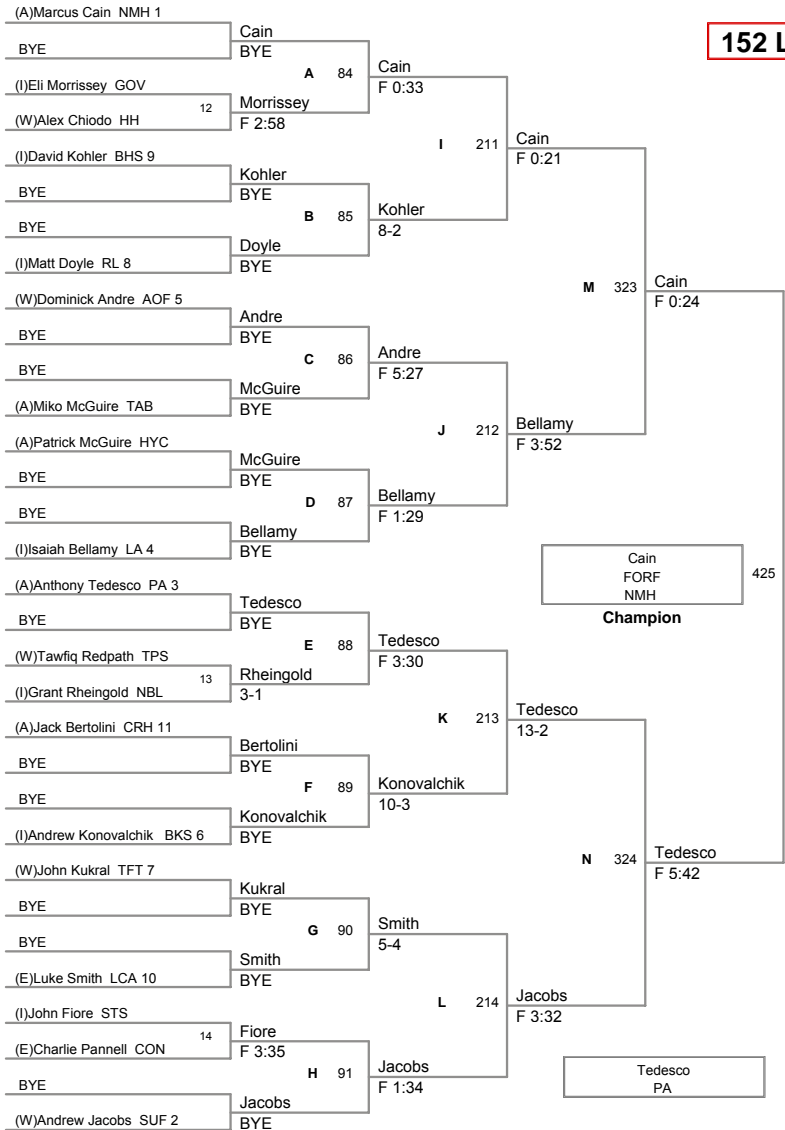 (A)Marcus Cain NMH 1
BYE
(I)Eli Morrissey GOV
12
(W)Alex Chiodo HH
(I)David Kohler BHS 9
BYE
BYE
(I)Matt Doyle RL 8
(W)Dominick Andre AOF 5
BYE
BYE
(A)Miko McGuire TAB
(A)Patrick McGuire HYC
BYE
BYE
(I)Isaiah Bellamy LA 4
(A)Anthony Tedesco PA 3
BYE
(W)Tawfiq Redpath TPS
13
(I)Grant Rheingold NBL
(A)Jack Bertolini CRH 11
BYE
BYE
(I)Andrew Konovalchik BKS 6
(W)John Kukral TFT 7
BYE
BYE
(E)Luke Smith LCA 10
(I)John Fiore STS
14
(E)Charlie Pannell CON
BYE
(W)Andrew Jacobs SUF 2
Cain
BYE
A 84
Morrissey
F 2:58
Kohler
BYE
B 85
Doyle
BYE
Andre
BYE
C 86
McGuire
BYE
McGuire
BYE
D 87
Bellamy
BYE
Tedesco
BYE
E 88
Rheingold
3-1
Bertolini
BYE
F 89
Konovalchik
BYE
Kukral
BYE
G 90
Smith
BYE
Fiore
F 3:35
H 91
Jacobs
BYE
Cain
F 0:33
I 211
Kohler
8-2
Andre
F 5:27
J 212
Bellamy
F 1:29
Tedesco
F 3:30
K 213
Konovalchik
10-3
Smith
5-4
L 214
Jacobs
F 1:34
Cain
F 0:21
M 323
Bellamy
F 3:52
Tedesco
13-2
N 324
Jacobs
F 3:32
152 L
Cain
F 0:24
Cain
FORF
NMH
425
Champion
Tedesco
F 5:42
Tedesco
PA